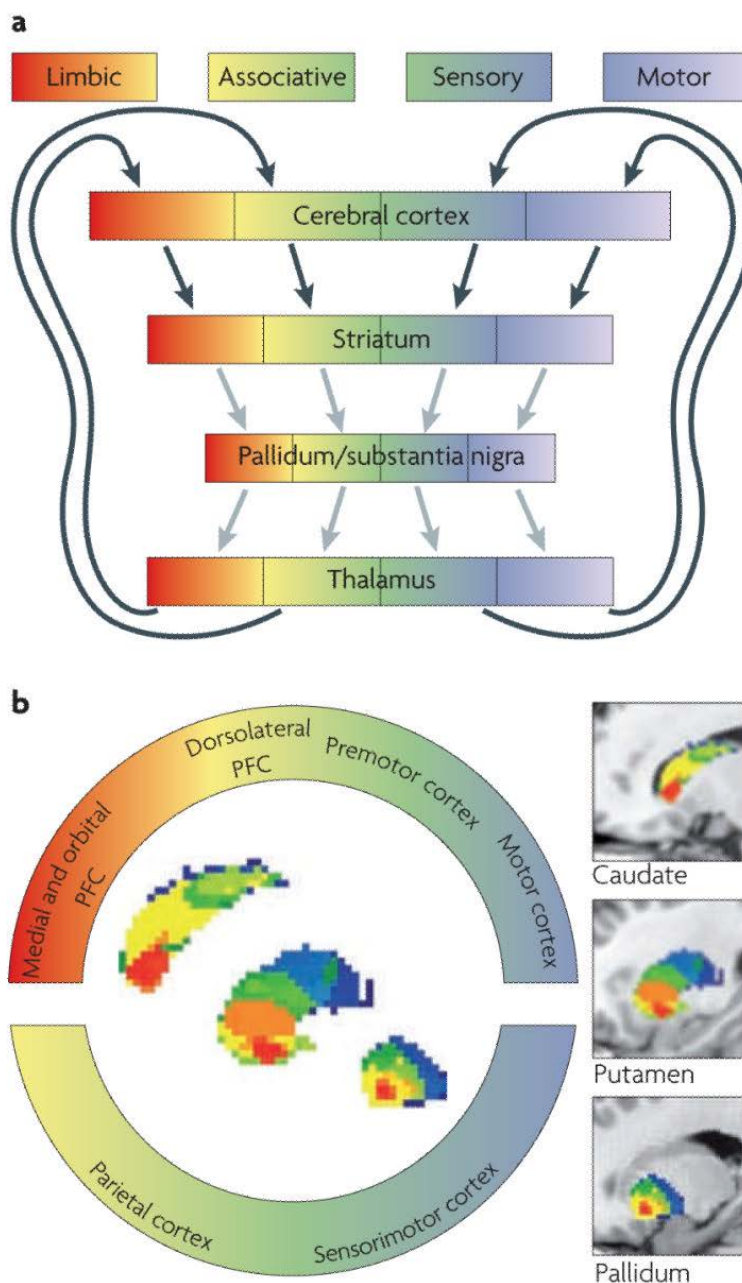 a
Limbic
Associative
Sensory
Motor
Cerebral cortex
Striatum
Pallidum/substantia nigra
Thalamus
b
Medial and orbital
PFC
Dorsolateral
PFC
Premotor cortex
Motor cortex
Parietal cortex
Sensorimotor cortex
Caudate
Putamen
Pallidum